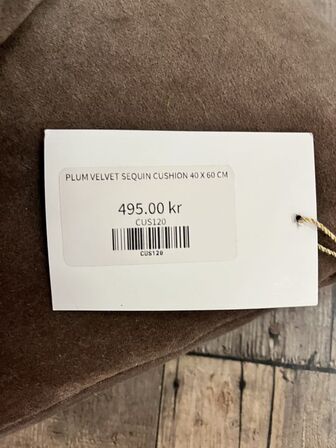 PLUM VELVET SEQUIN CUSHION 40 X 60 CM
495.00 kr
CUS120
CUS120